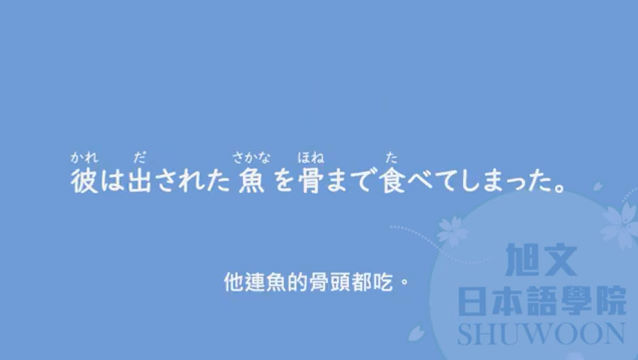 かれ だ さかな ほね た
彼は出された魚を骨まで食べてしまった。
他連魚的骨頭都吃。
旭文
日本語學院
SHUWOON